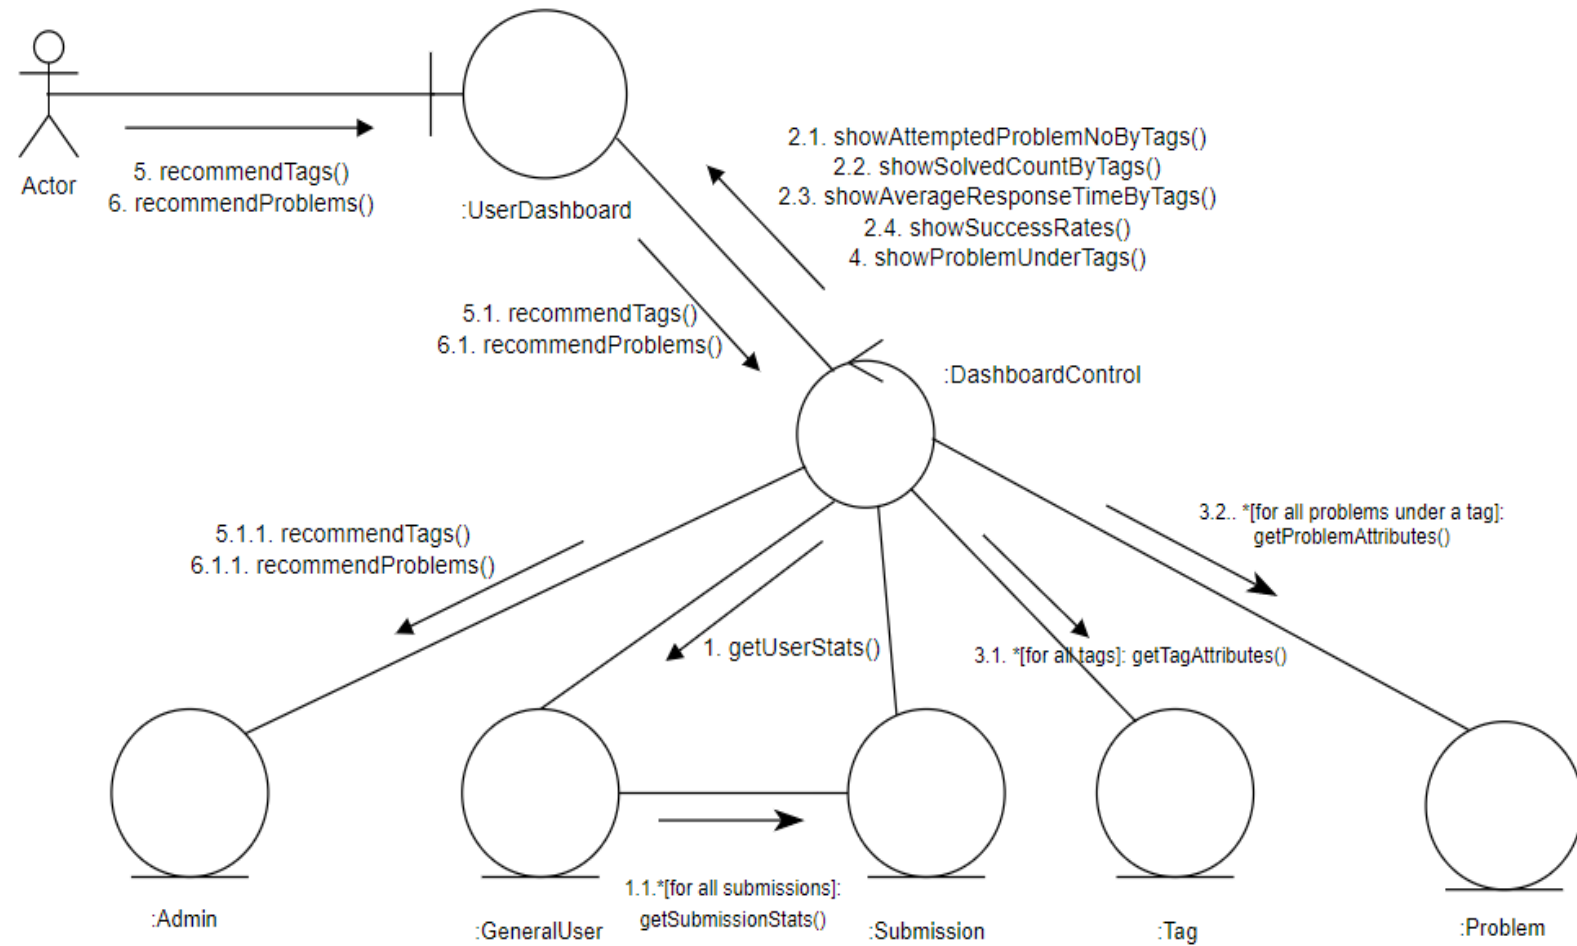 Actor
5. recommendTags()
6. recommendProblems()
:UserDashboard
2.1. showAttemptedProblemNoByTags()
2.2. showSolvedCountByTags()
2.3. showAverageResponseTimeByTags()
2.4. showSuccessRates()
4. showProblemUnderTags()
5.1. recommendTags()
6.1. recommendProblems()
:DashboardControl
5.1.1. recommendTags()
6.1.1. recommendProblems()
1. getUserStats()
3.1. *[for all tags]: getTagAttributes()
3.2.. *[for all problems under a tag]:
getProblemAttributes()
1.1.*[for all submissions]:
getSubmissionStats()
:Admin
:GeneralUser
:Submission
:Tag
:Problem